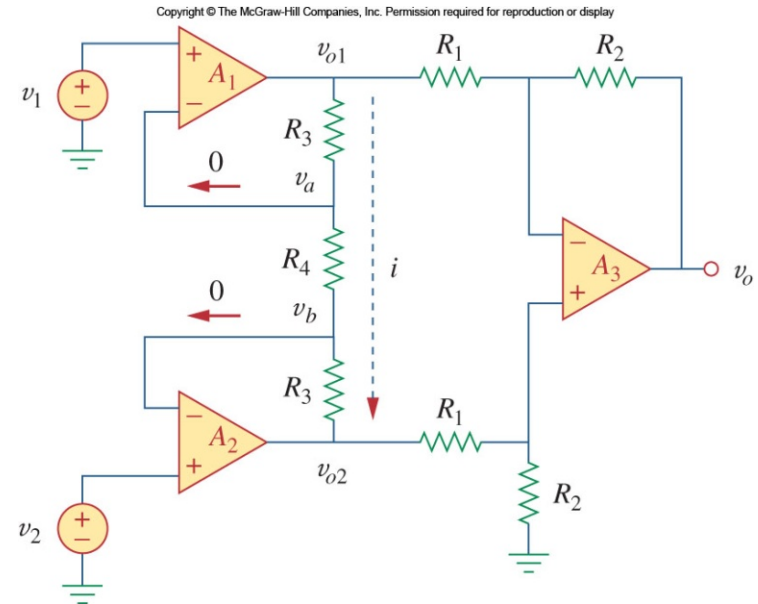 Copyright © The McGraw-Hill Companies, Inc. Permission required for reproduction or display
v1
+
−
+
A1
−
vo1
R1
R2
R3
0
va
R4
i
0
vb
−
A3
+
vo
R3
−
A2
+
vo2
R1
R2
v2
+
−